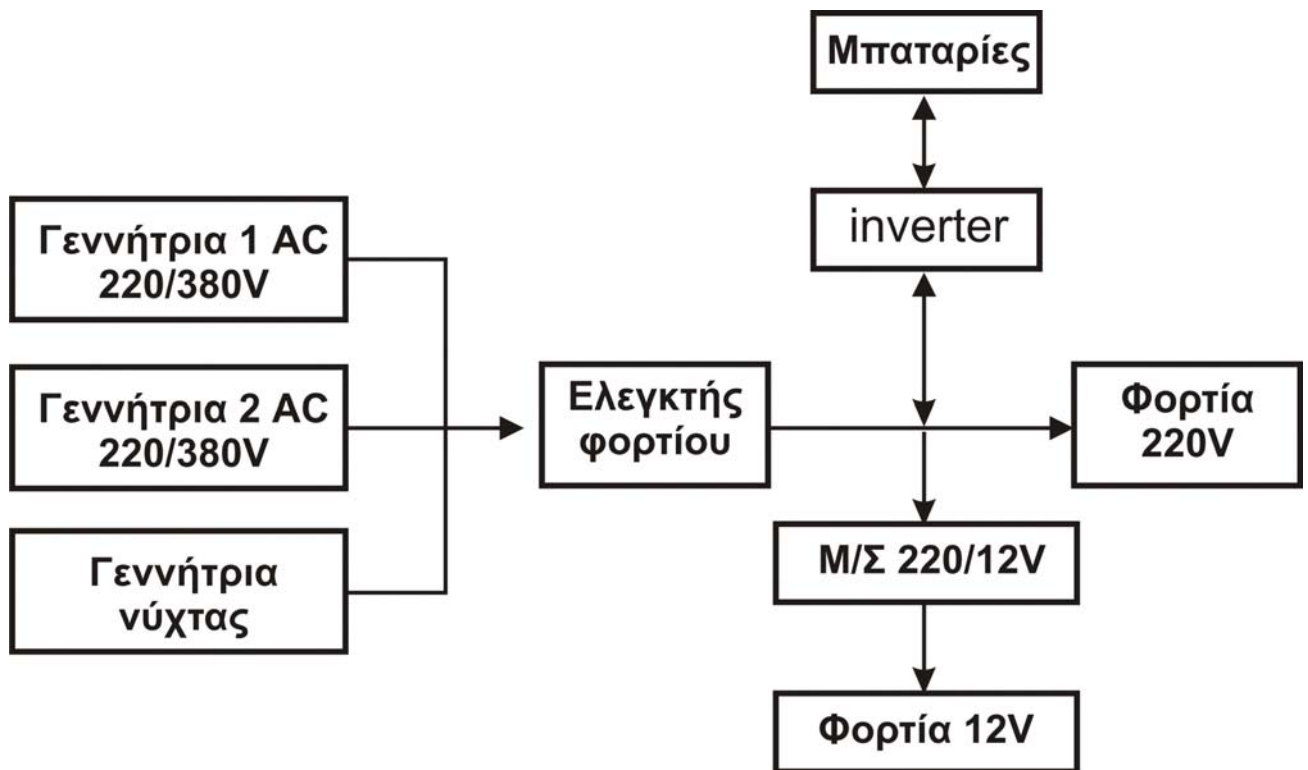 Μπαταρίες
inverter
Γεννήτρια 1 AC
220/380V
Γεννήτρια 2 AC
220/380V
Γεννήτρια
νύχτας
Ελεγκτής
φορτίου
Φορτία
220V
Μ/Σ 220/12V
Φορτία 12V